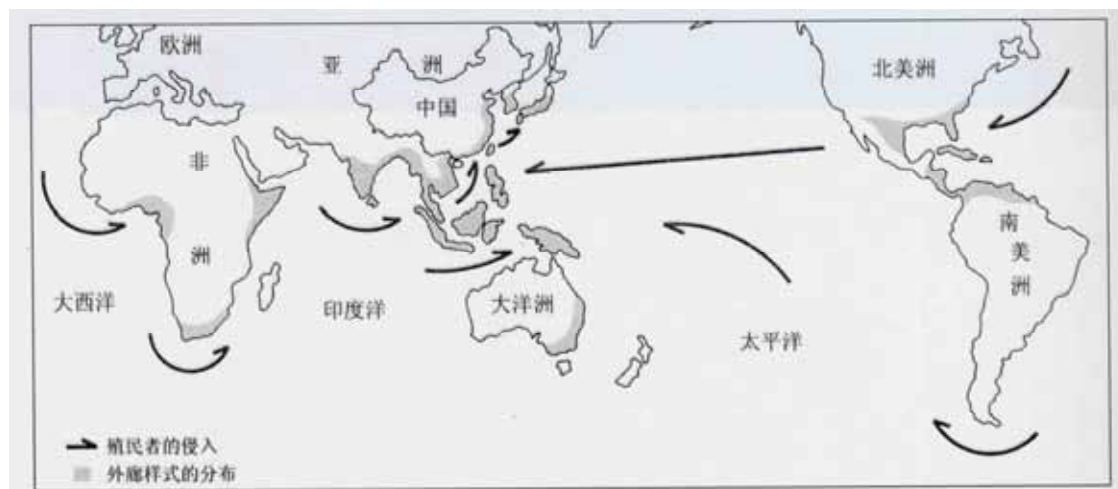 欧洲
亚洲
北美洲
中国
非洲
南美洲
大西洋
印度洋
大洋洲
太平洋
殖民者的侵入
外廊样式的分布